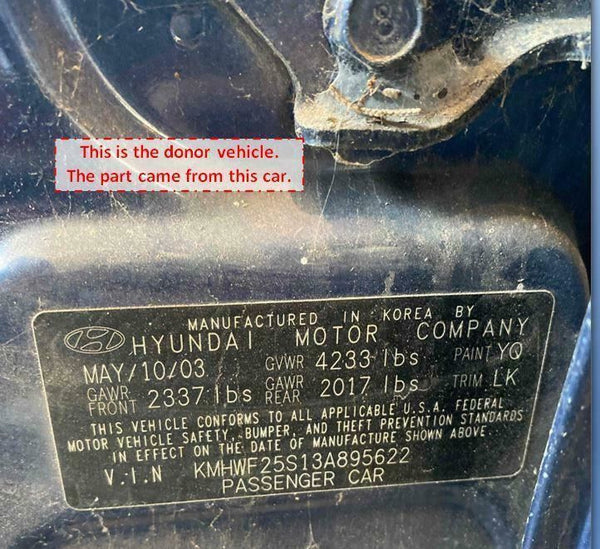 This is the donor vehicle.
The part came from this car.
MANUFACTURED IN KOREA BY
HYUNDAI MOTOR COMPANY
MAY/10/03 GVWR 4233 lbs PAINT YQ
GAWR FRONT 2337 lbs GAWR REAR 2017 lbs TRIM LK
THIS VEHICLE CONFORMS TO ALL APPLICABLE U.S.A. FEDERAL
MOTOR VEHICLE SAFETY, BUMPER, AND THEFT PREVENTION STANDARDS
IN EFFECT ON THE DATE OF MANUFACTURE SHOWN ABOVE.
V.I.N KMHWF25S13A895622
PASSENGER CAR